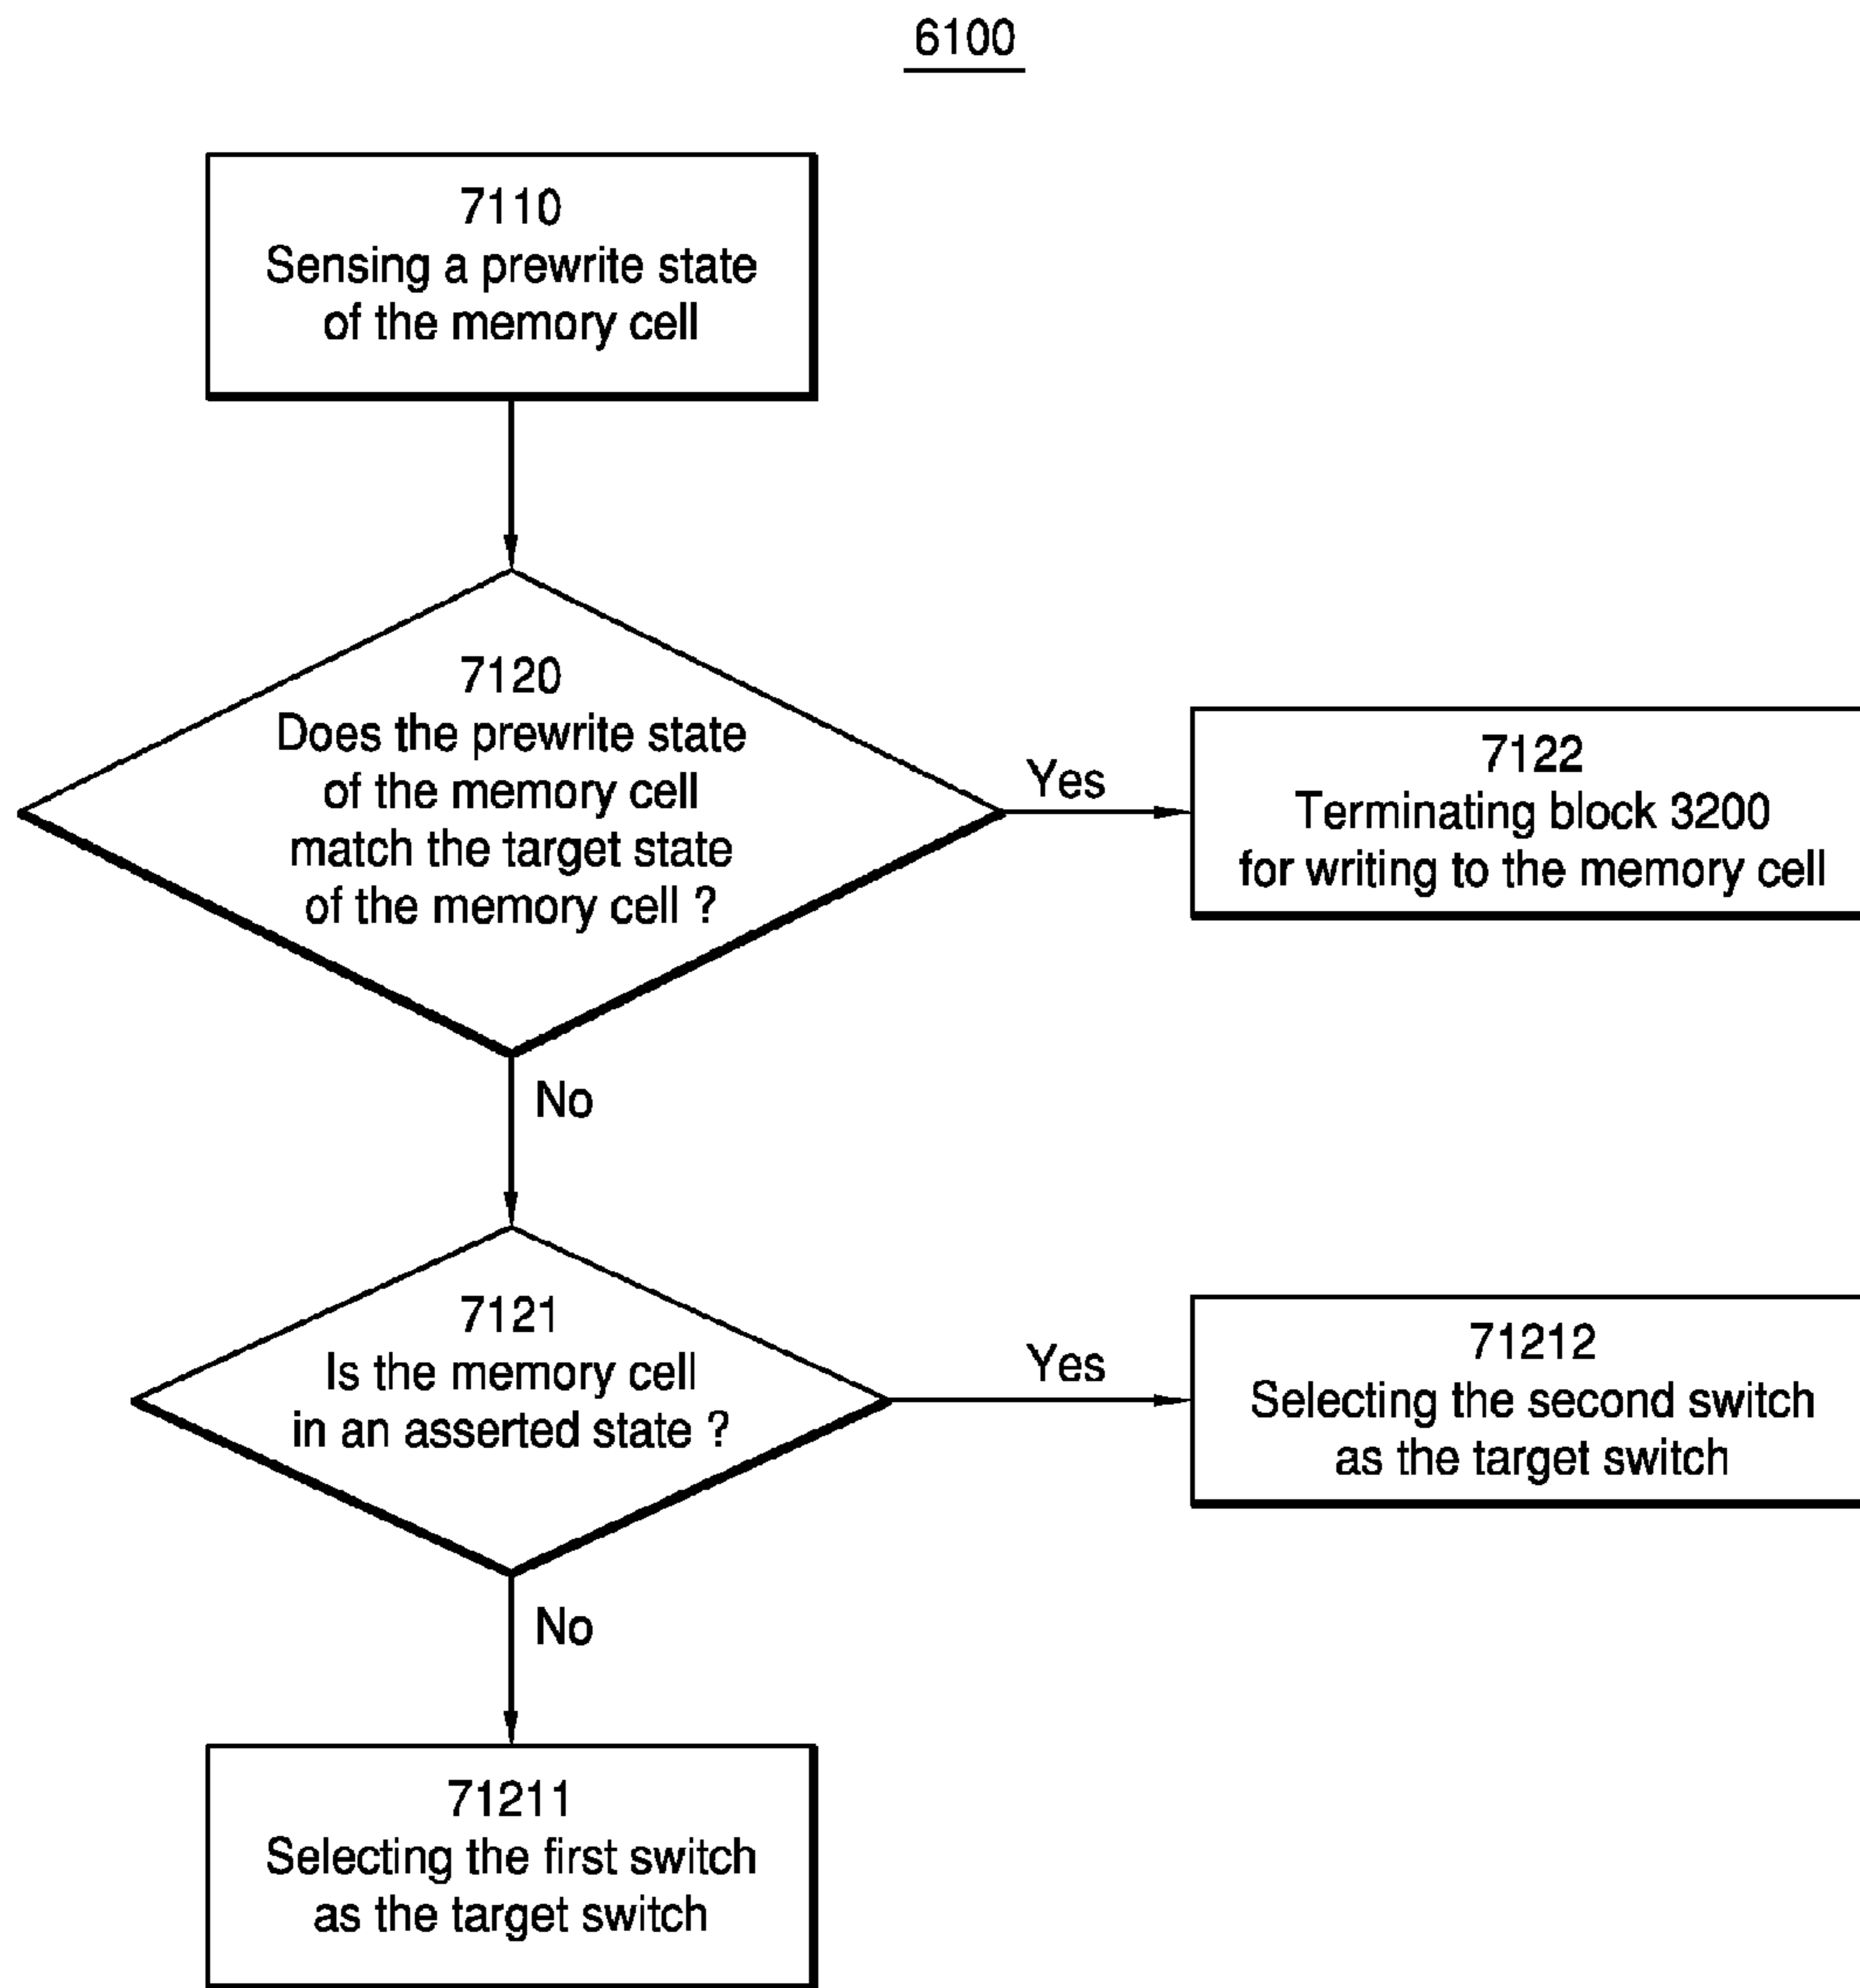 6100
7110
Sensing a prewrite state
of the memory cell
7120
Does the prewrite state
of the memory cell
match the target state
of the memory cell ?
Yes
7122
Terminating block 3200
for writing to the memory cell
No
7121
Is the memory cell
in an asserted state ?
Yes
71212
Selecting the second switch
as the target switch
No
71211
Selecting the first switch
as the target switch